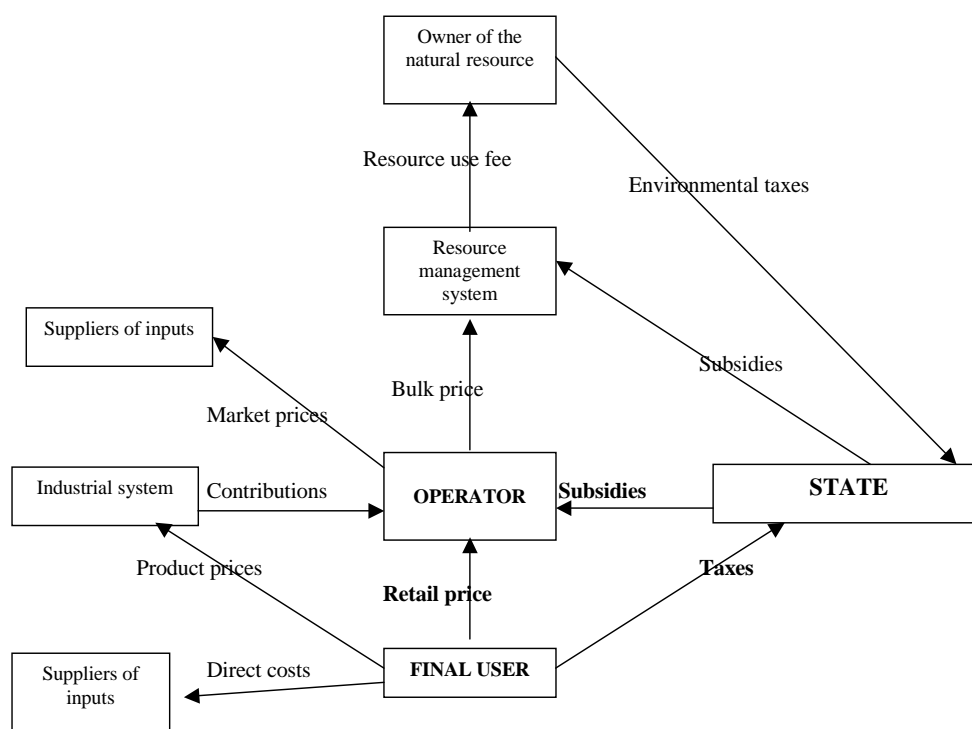 Owner of the
natural resource
Resource use fee
Environmental taxes
Resource
management
system
Suppliers of inputs
Subsidies
Bulk price
Market prices
Industrial system
Contributions
OPERATOR
Subsidies
STATE
Product prices
Retail price
Taxes
Direct costs
FINAL USER
Suppliers of
inputs